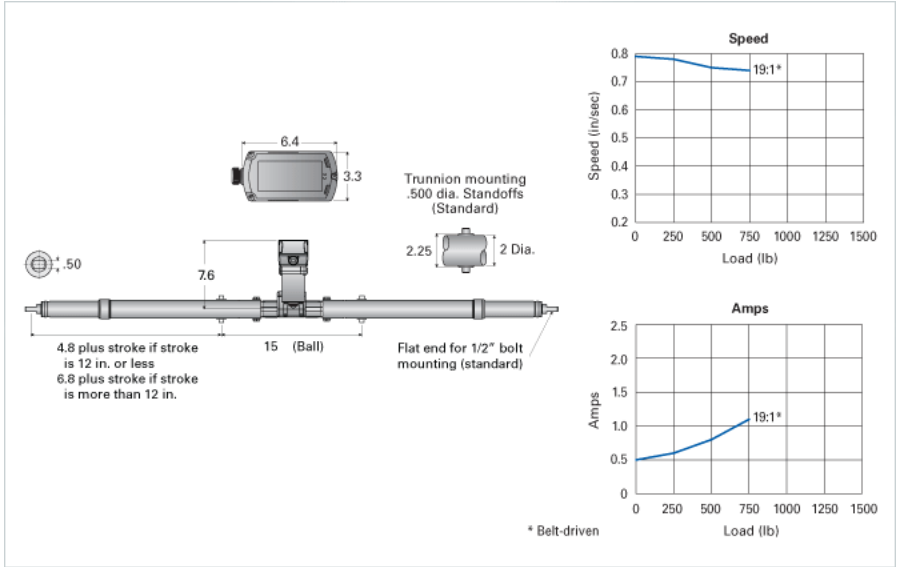 6.4
3.3
Trunnion mounting
.500 dia. Standoffs
(Standard)
2.25
2 Dia.
.50
7.6
4.8 plus stroke if stroke
is 12 in. or less
6.8 plus stroke if stroke
is more than 12 in.
15 (Ball)
Flat end for 1/2" bolt
mounting (standard)
Speed
Speed (in/sec)
0.8
0.7
0.6
0.5
0.4
0.3
0.2
19:1*
0 250 500 750 1000 1250 1500
Load (lb)
Amps
Amps
2.5
2.0
1.5
1.0
0.5
0
19:1*
0 250 500 750 1000 1250 1500
Load (lb)
* Belt-driven